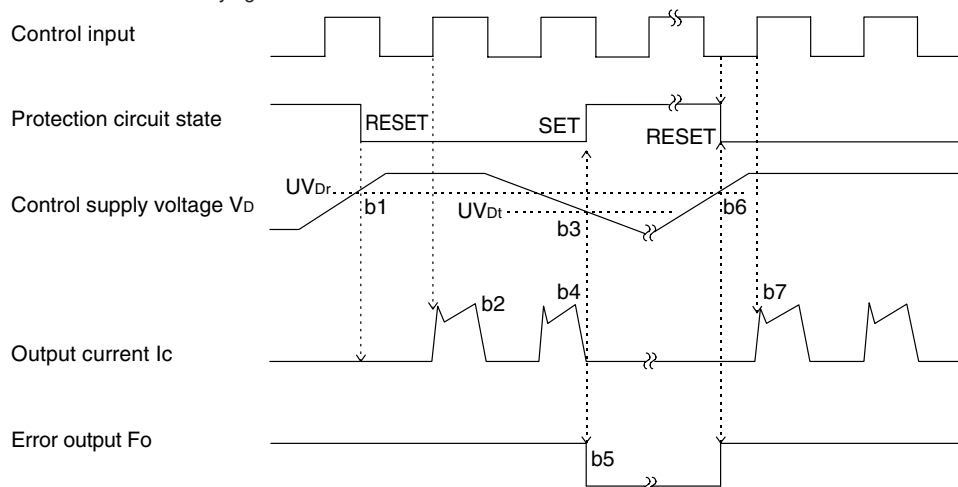 Control input
Protection circuit state
RESET
SET
RESET
UVDr
Control supply voltage VD
b1
UVDt
b3
b6
b2
b4
b7
Output current Ic
Error output Fo
b5